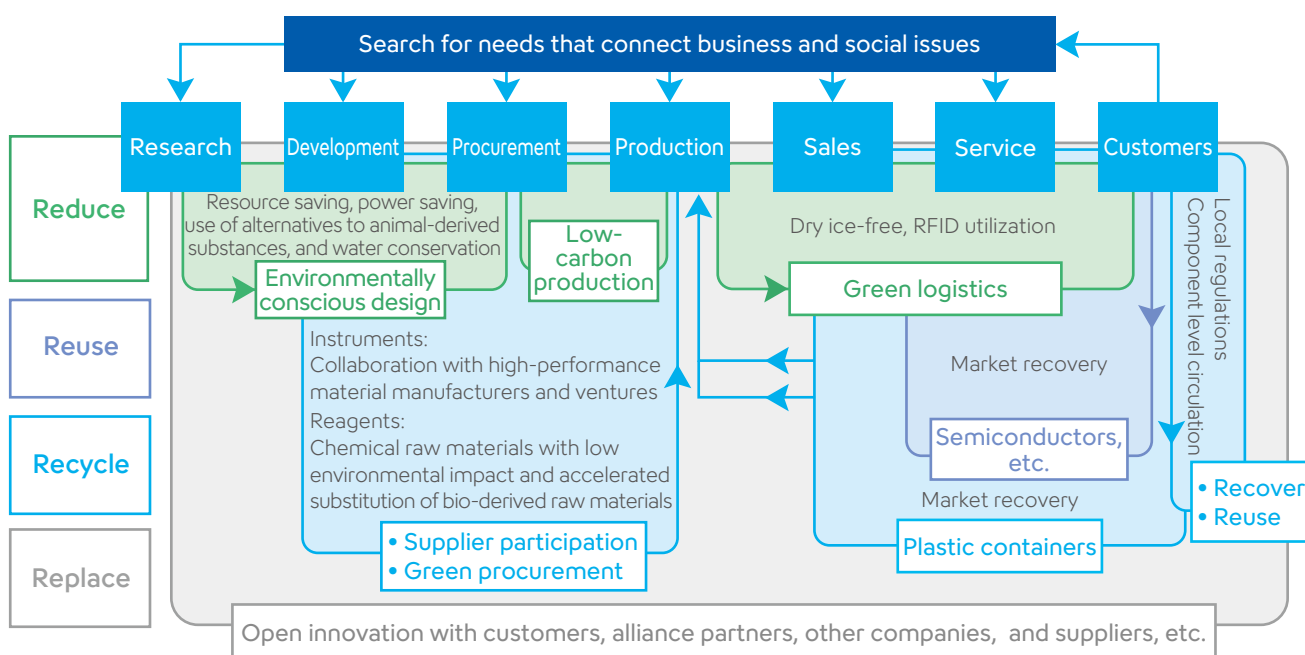 Search for needs that connect business and social issues
Research
Development
Procurement
Production
Sales
Service
Customers
Reduce
Reuse
Recycle
Replace
Resource saving, power saving,
use of alternatives to animal-derived
substances, and water conservation
Environmentally
conscious design
Low-
carbon
production
Dry ice-free, RFID utilization
Green logistics
Instruments:
Collaboration with high-performance
material manufacturers and ventures
Reagents:
Chemical raw materials with low
environmental impact and accelerated
substitution of bio-derived raw materials
• Supplier participation
• Green procurement
Market recovery
Semiconductors,
etc.
Market recovery
Plastic containers
Local regulations
Component level circulation
• Recover
• Reuse
Open innovation with customers, alliance partners, other companies, and suppliers, etc.